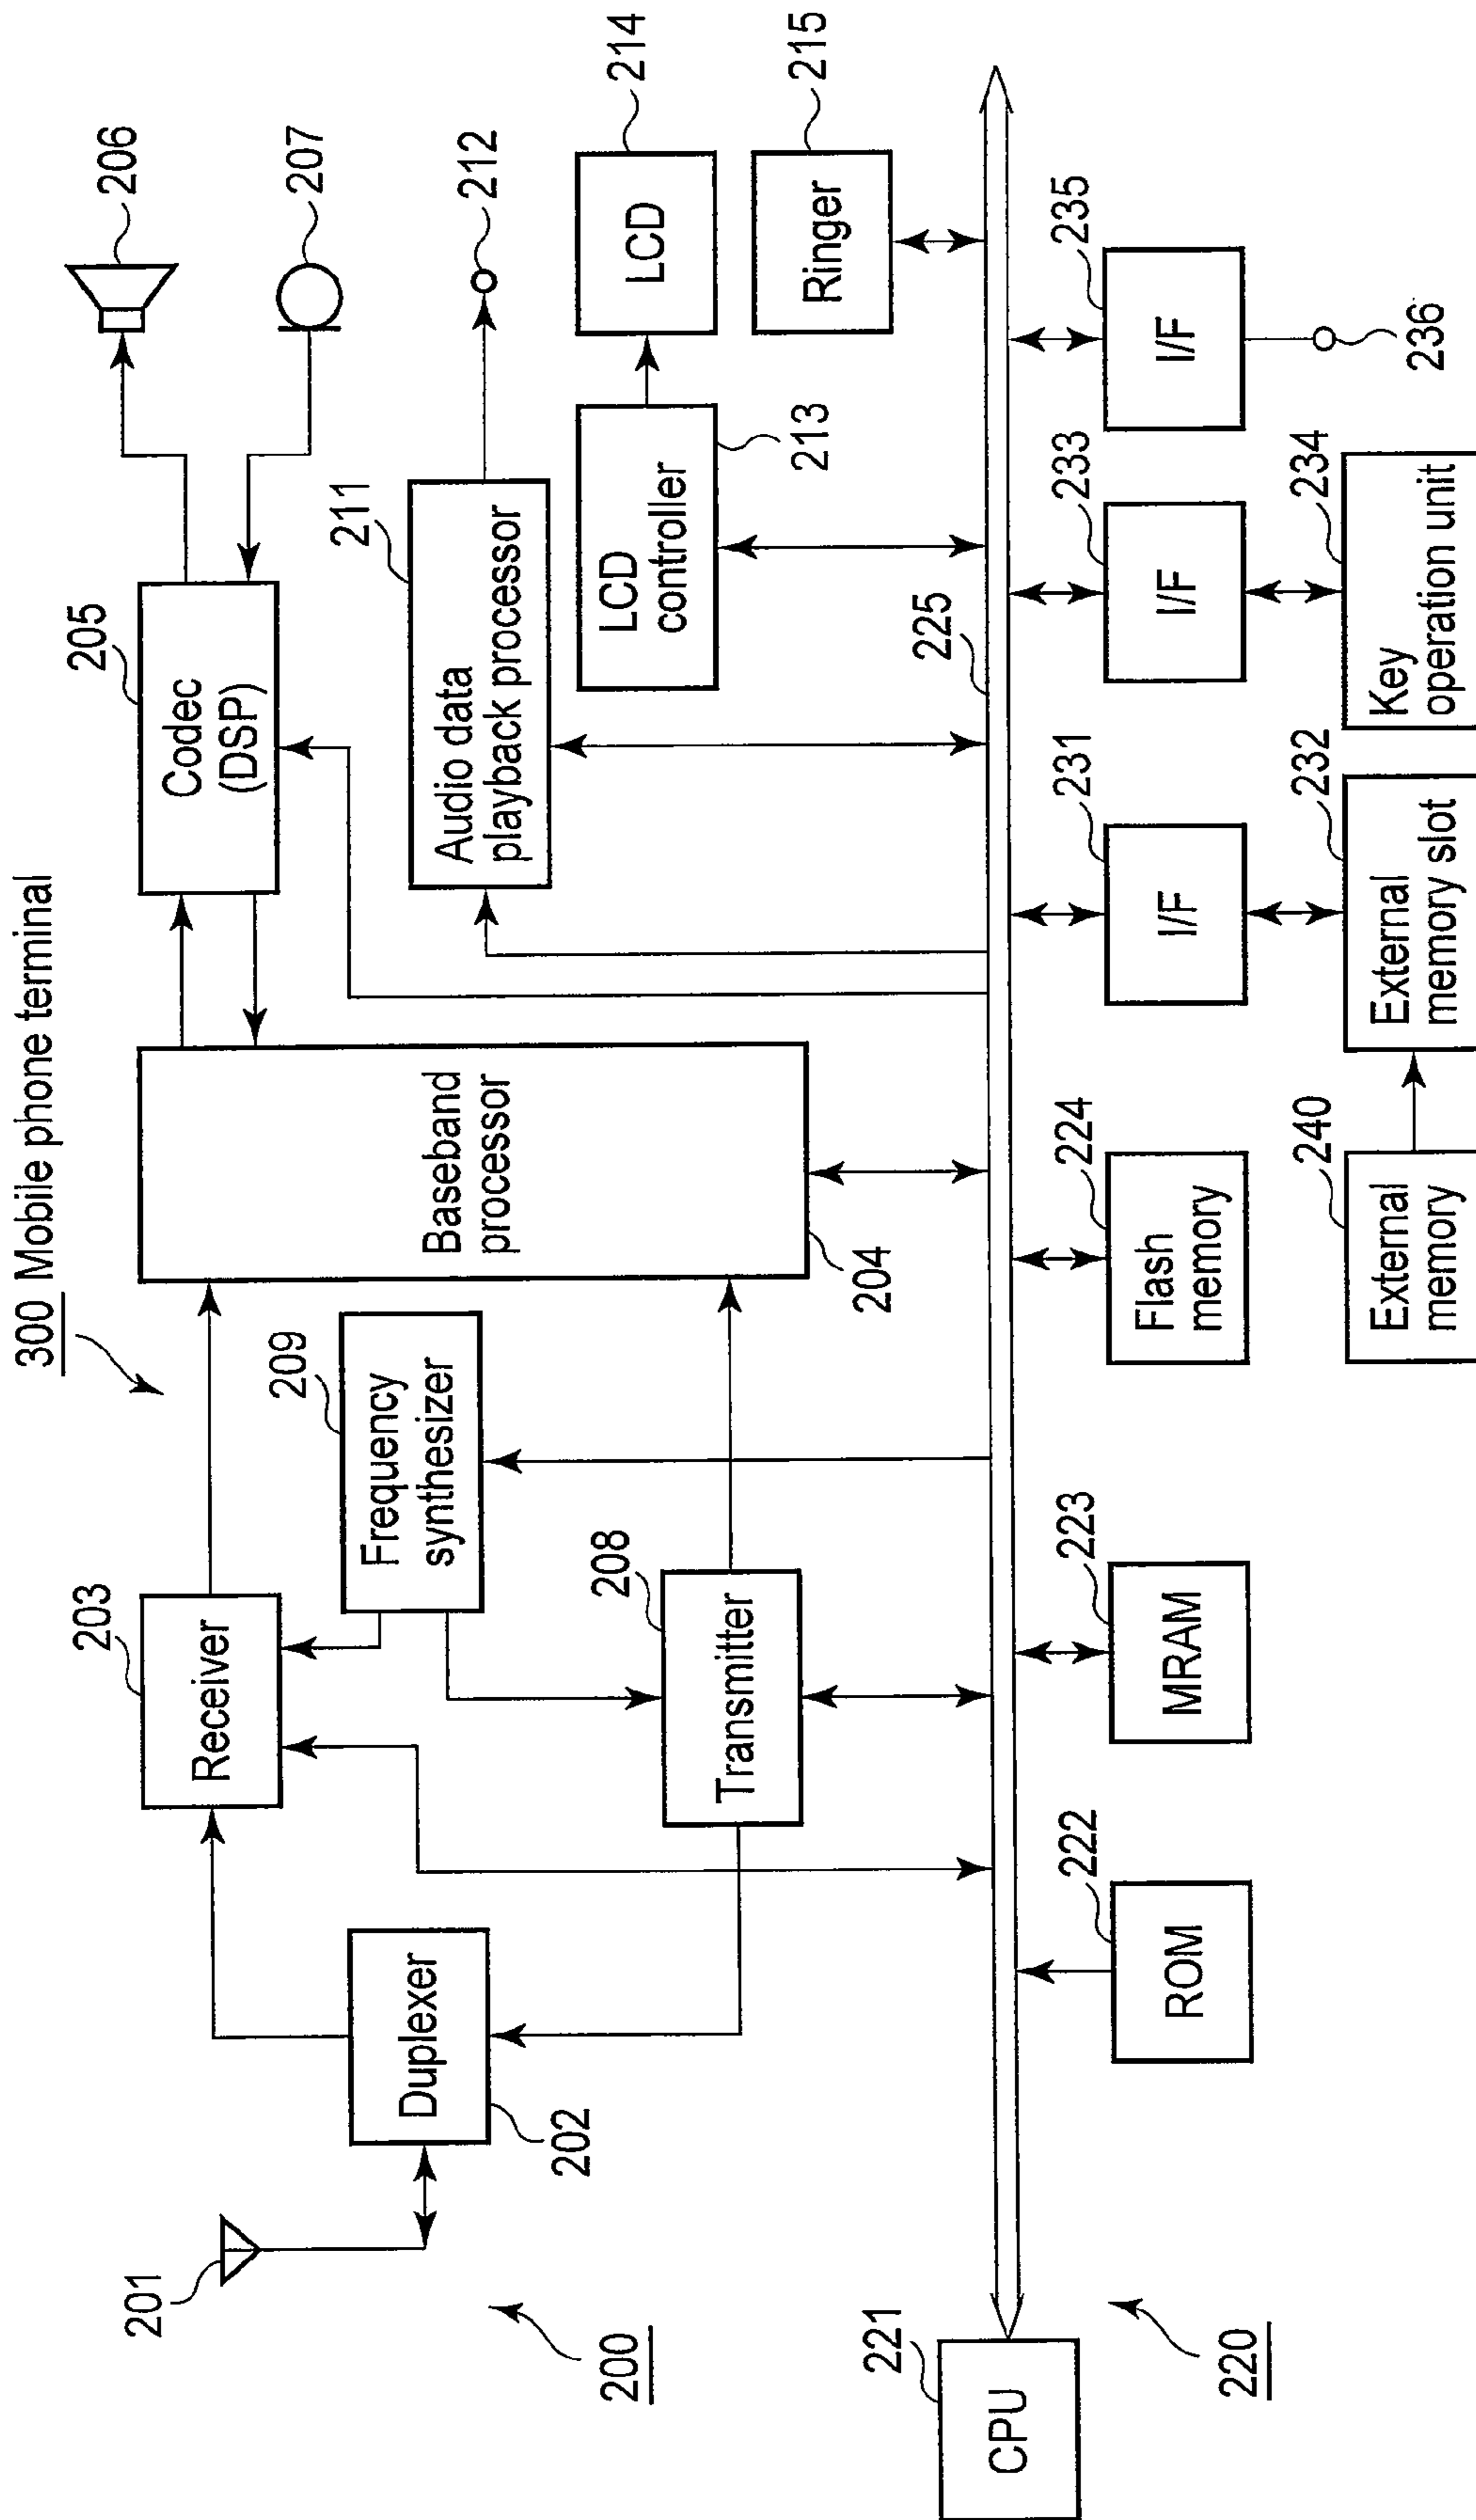 300 Mobile phone terminal
201
202
Duplexer
203
Receiver
209
Frequency
synthesizer
208
Transmitter
204
Baseband
processor
205
Codec
(DSP)
206
207
211
Audio data
playback processor
212
LCD
controller
213
LCD
214
Ringer
215
200
225
221
CPU
220
222
ROM
223
MRAM
224
Flash
memory
231
I/F
233
I/F
235
I/F
236
240
External
memory
232
External
memory slot
234
Key
operation unit